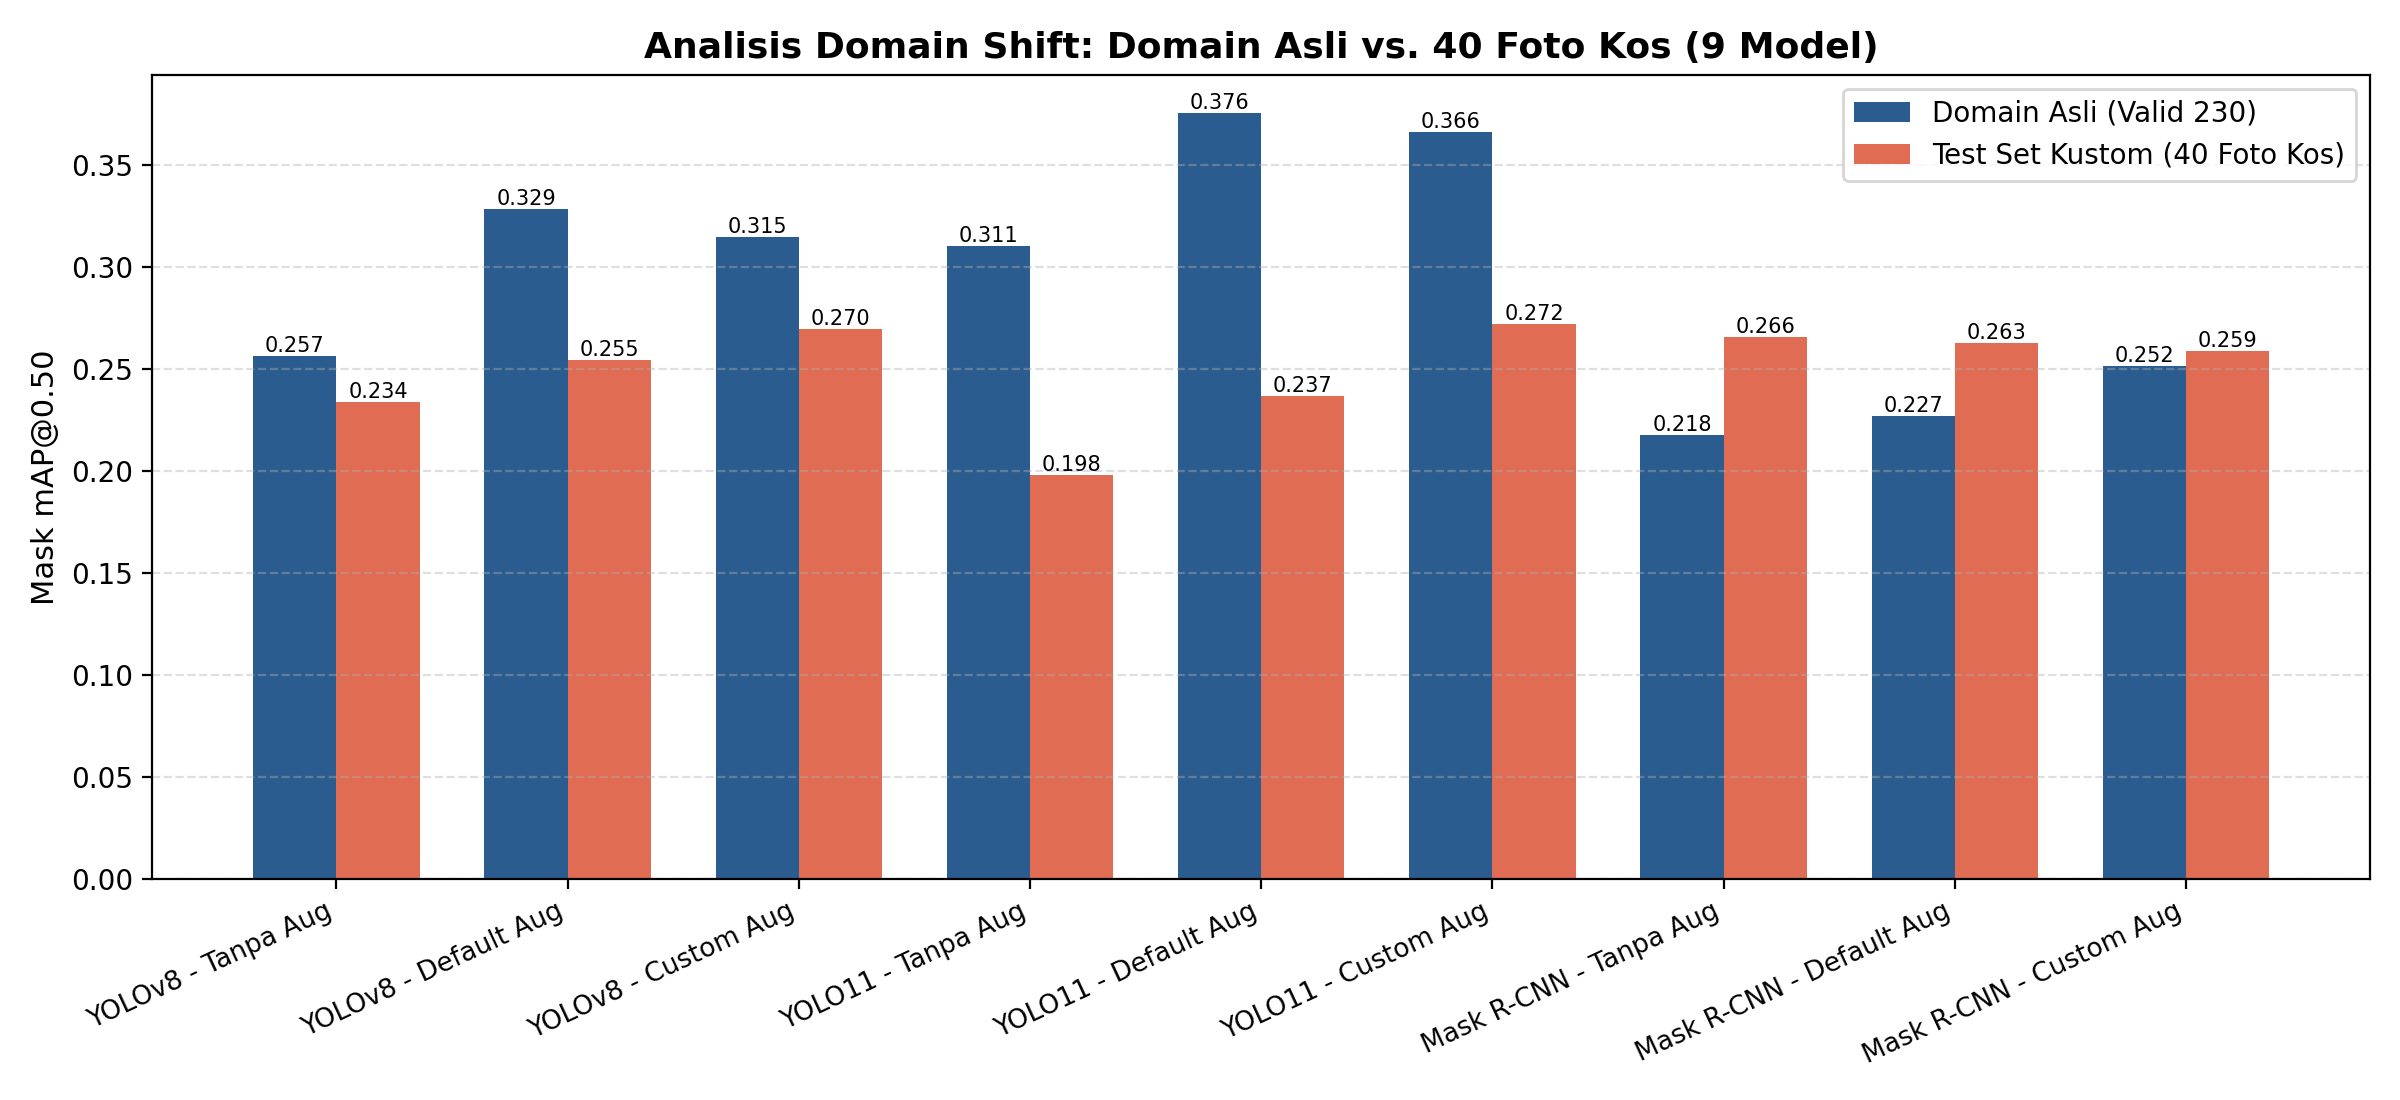 Analisis Domain Shift: Domain Asli vs. 40 Foto Kos (9 Model)
Domain Asli (Valid 230)
Test Set Kustom (40 Foto Kos)
Mask mAP@0.50
0.35
0.30
0.25
0.20
0.15
0.10
0.05
0.00
0.257
0.234
0.329
0.255
0.315
0.270
0.311
0.198
0.376
0.237
0.366
0.272
0.218
0.266
0.227
0.263
0.252
0.259
YOLOv8 - Tanpa Aug
YOLOv8 - Default Aug
YOLOv8 - Custom Aug
YOLO11 - Tanpa Aug
YOLO11 - Default Aug
YOLO11 - Custom Aug
Mask R-CNN - Tanpa Aug
Mask R-CNN - Default Aug
Mask R-CNN - Custom Aug